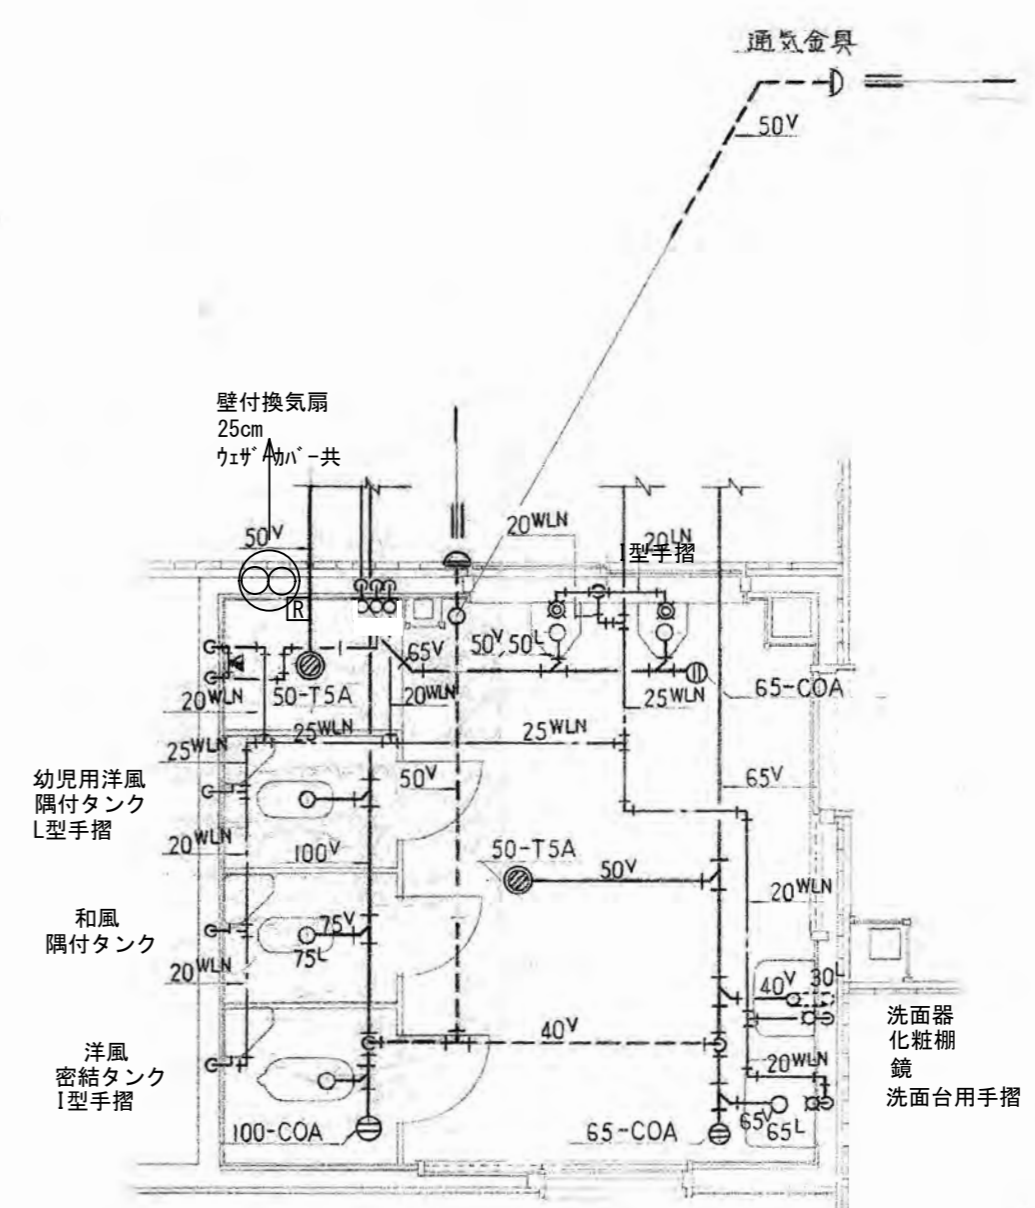 通気金具
50V
壁付換気扇
25cm
ｳｪｻﾞｰｶﾊﾞｰ共
50V
20WLN
20LN
I型手摺
R
65V
50V,50L
20WLN
50-T5A
20WLN
25WLN
65-COA
25WLN
25WLN
25WLN
50V
65V
幼児用洋風
隅付タンク
L型手摺
20WLN
100V
50-T5A
50V
20WLN
和風
隅付タンク
75V
75L
20WLN
40V
30L
40V
洗面器
化粧棚
鏡
洗面台用手摺
洋風
密結タンク
I型手摺
20WLN
65V
65L
100-COA
65-COA